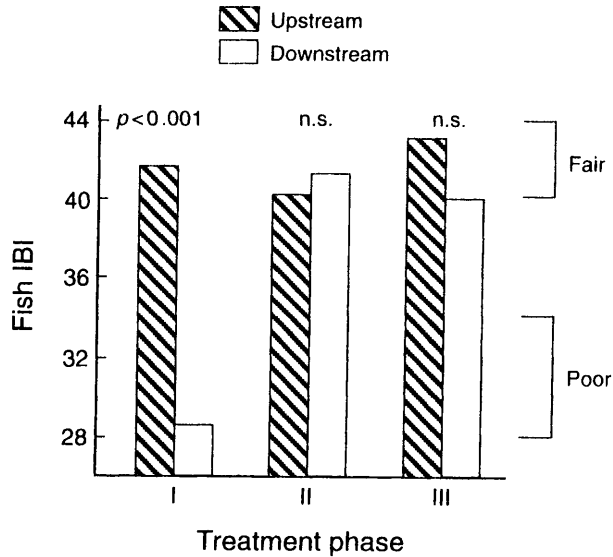 Upstream
Downstream
44
40
36
32
28
Fish IBI
p<0.001
n.s.
n.s.
Fair
Poor
I
II
III
Treatment phase